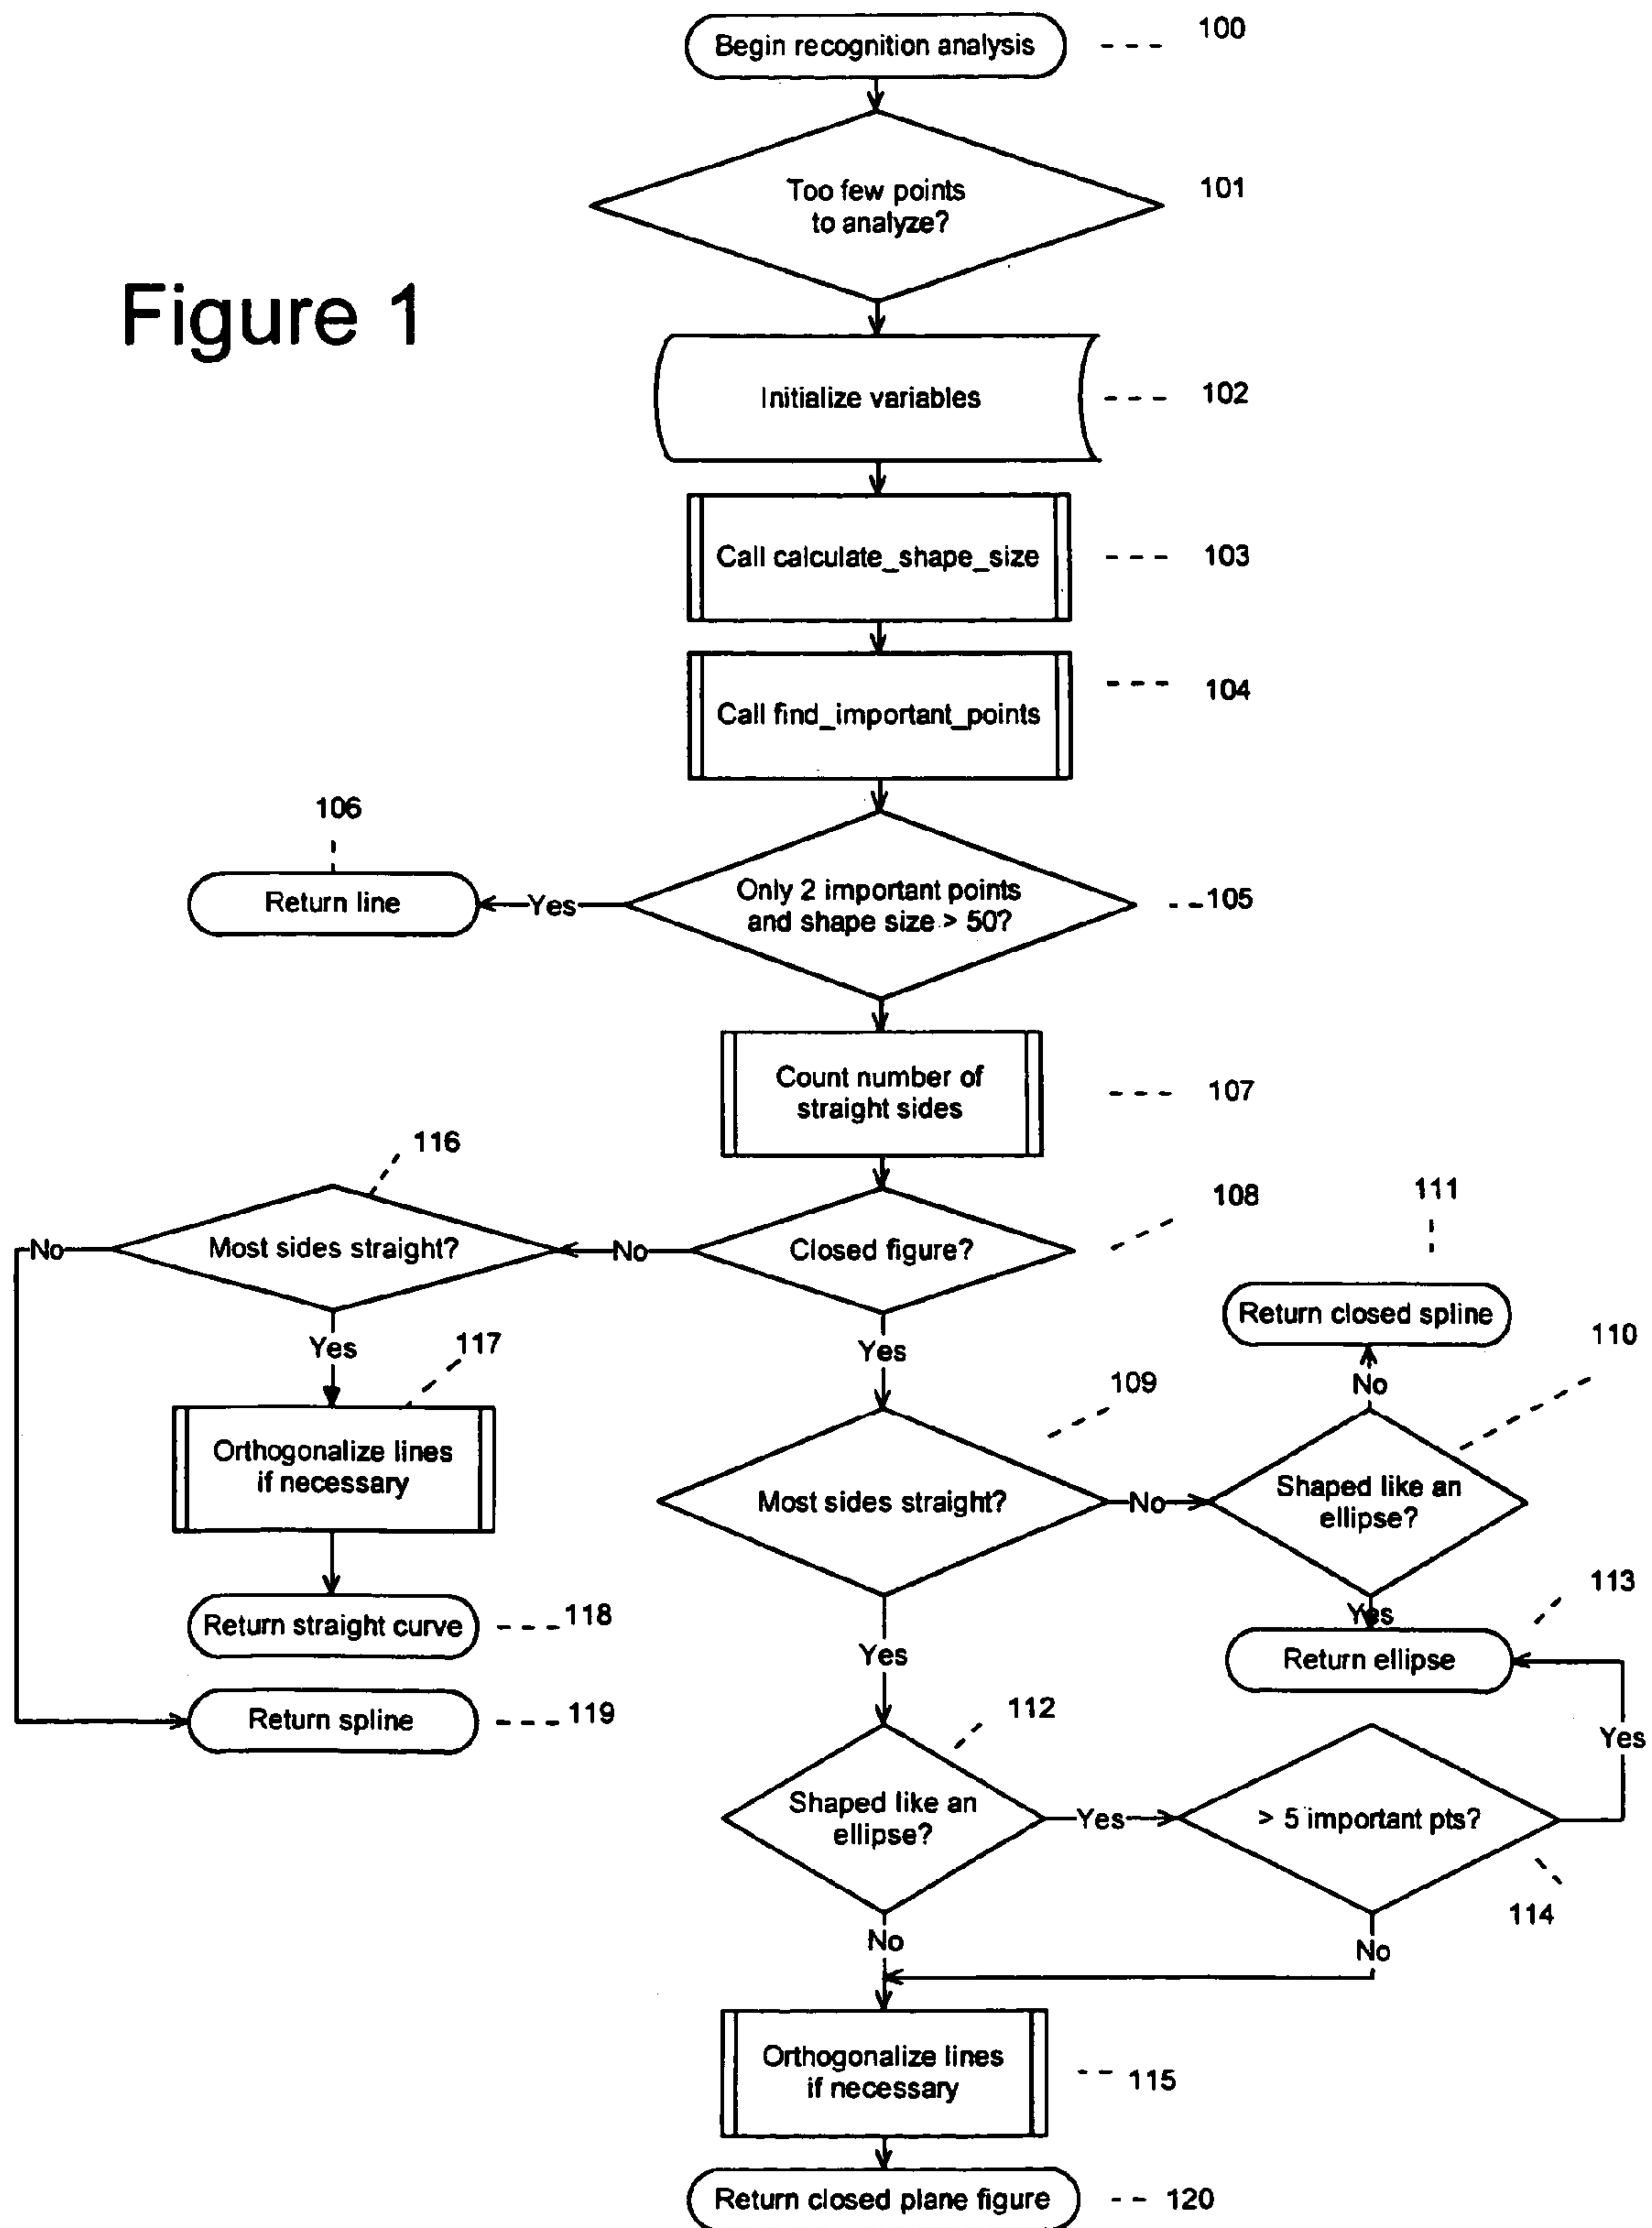 Begin recognition analysis
100
Too few points
to analyze?
101
Figure 1
Initialize variables
102
Call calculate_shape_size
103
Call find_important_points
104
106
Return line
Yes
Only 2 important points
and shape size > 50?
105
Count number of
straight sides
107
116
108
111
No
Most sides straight?
No
Closed figure?
Return closed spline
110
Yes
117
Yes
No
109
Orthogonalize lines
if necessary
Most sides straight?
No
Shaped like an
ellipse?
113
Return straight curve
118
Yes
Yes
Return ellipse
Return spline
119
112
Yes
Shaped like an
ellipse?
Yes
> 5 important pts?
114
No
No
Orthogonalize lines
if necessary
115
Return closed plane figure
120